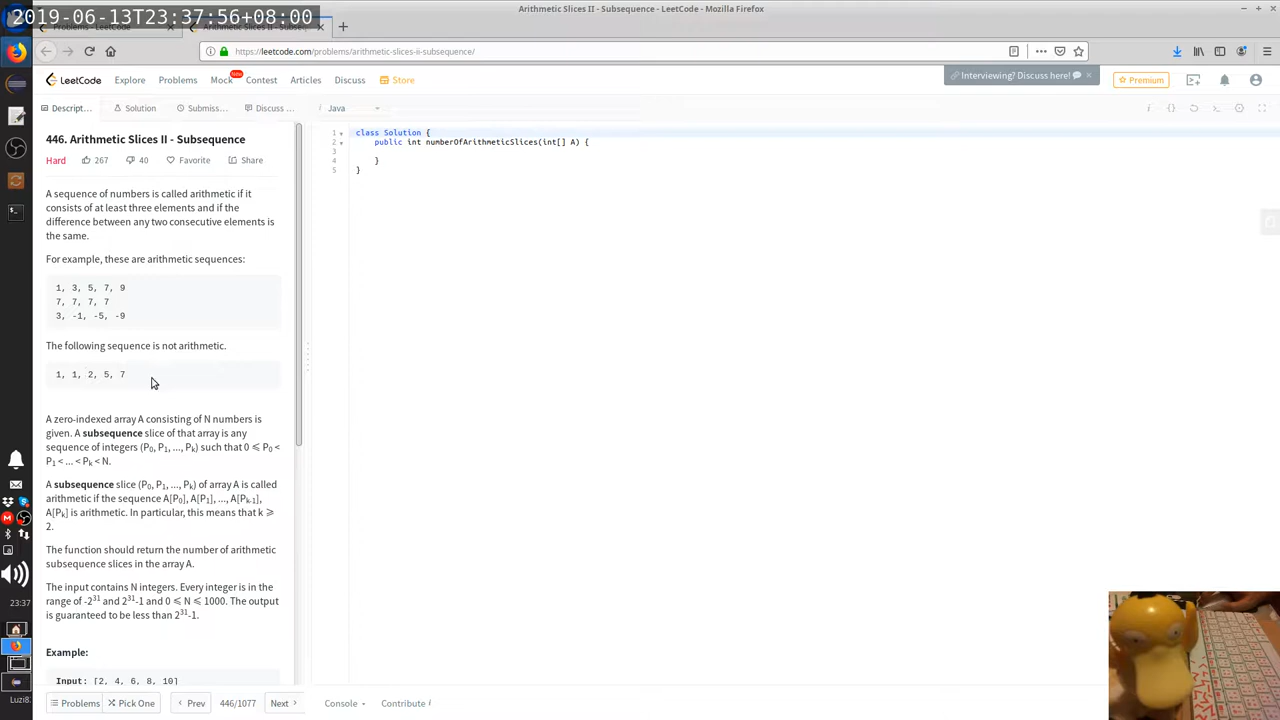 2019-06-13T23:37:56+08:00
Arithmetic Slices II - Subsequence - LeetCode - Mozilla Firefox
Problems - LeetCode
Arithmetic Slices II - Subse
https://leetcode.com/problems/arithmetic-slices-ii-subsequence/
LeetCode Explore Problems Mock New Contest Articles Discuss Store
Interviewing? Discuss here!
Premium
Descript... Solution Submiss... Discuss ... Java
446. Arithmetic Slices II - Subsequence
Hard 267 40 Favorite Share
A sequence of numbers is called arithmetic if it
consists of at least three elements and if the
difference between any two consecutive elements is
the same.
For example, these are arithmetic sequences:
1, 3, 5, 7, 9
7, 7, 7, 7
3, -1, -5, -9
The following sequence is not arithmetic.
1, 1, 2, 5, 7
A zero-indexed array A consisting of N numbers is
given. A subsequence slice of that array is any
sequence of integers (P0, P1, ..., Pk) such that 0 ≤ P0 <
P1 < ... < Pk < N.
A subsequence slice (P0, P1, ..., Pk) of array A is called
arithmetic if the sequence A[P0], A[P1], ..., A[Pk-1],
A[Pk] is arithmetic. In particular, this means that k ≥
2.
The function should return the number of arithmetic
subsequence slices in the array A.
The input contains N integers. Every integer is in the
range of -2^31 and 2^31-1 and 0 ≤ N ≤ 1000. The output
is guaranteed to be less than 2^31-1.
Example:
Input: [2, 4, 6, 8, 10]
1 class Solution {
2 public int numberOfArithmeticSlices(int[] A) {
3
4 }
5 }
Problems Pick One Prev 446/1077 Next Console Contribute
23:37
Luzi8